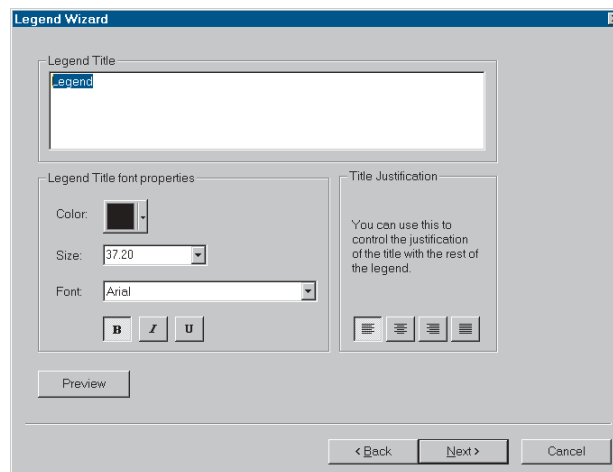 Legend Wizard
Legend Title
Legend
Legend Title font properties
Color:
Size: 37.20
Font: Arial
B I U
Title Justification
You can use this to
control the justification
of the title with the rest of
the legend.
Preview
< Back Next > Cancel